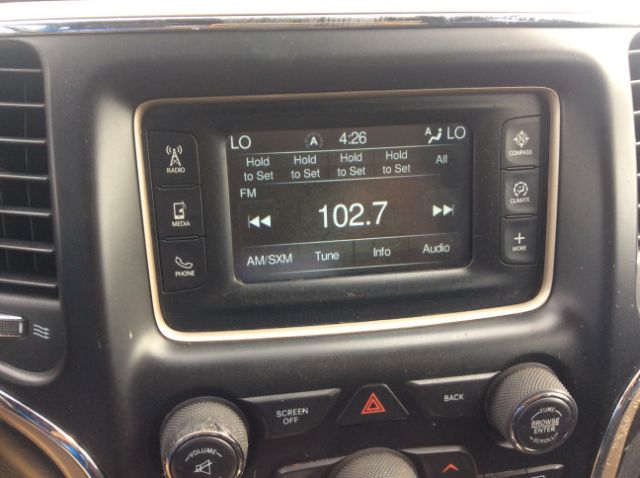 LO A 4:26 A LO
Hold to Set Hold to Set Hold to Set Hold to Set All
FM
102.7
AM/SXM Tune Info Audio
RADIO
MEDIA
PHONE
N
COMPASS
CLIMATE
MORE
SCREEN OFF
BACK
VOLUME
TUNE
BROWSE
ENTER
SCROLL